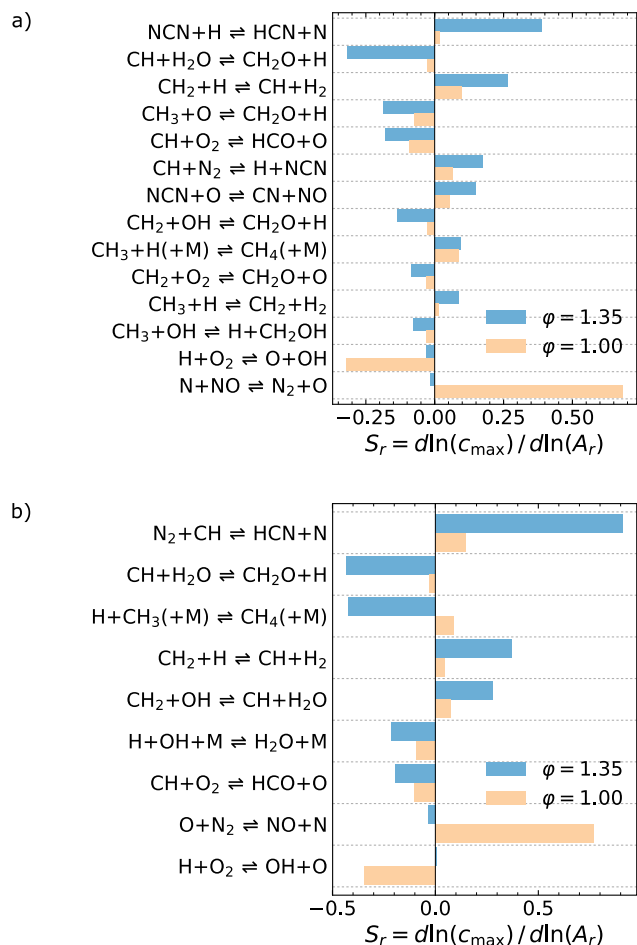 a)
NCN+H ⇌ HCN+N
CH+H₂O ⇌ CH₂O+H
CH₂+H ⇌ CH+H₂
CH₃+O ⇌ CH₂O+H
CH+O₂ ⇌ HCO+O
CH+N₂ ⇌ H+NCN
NCN+O ⇌ CN+NO
CH₂+OH ⇌ CH₂O+H
CH₃+H(+M) ⇌ CH₄(+M)
CH₂+O₂ ⇌ CH₂O+O
CH₃+H ⇌ CH₂+H₂
CH₃+OH ⇌ H+CH₂OH
H+O₂ ⇌ O+OH
N+NO ⇌ N₂+O
φ = 1.35
φ = 1.00
−0.25 0.00 0.25 0.50
Sᵣ = dln(cₘₐₓ) / dln(Aᵣ)
b)
N₂+CH ⇌ HCN+N
CH+H₂O ⇌ CH₂O+H
H+CH₃(+M) ⇌ CH₄(+M)
CH₂+H ⇌ CH+H₂
CH₂+OH ⇌ CH+H₂O
H+OH+M ⇌ H₂O+M
CH+O₂ ⇌ HCO+O
O+N₂ ⇌ NO+N
H+O₂ ⇌ OH+O
φ = 1.35
φ = 1.00
−0.5 0.0 0.5
Sᵣ = dln(cₘₐₓ) / dln(Aᵣ)